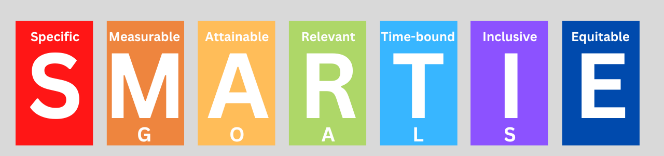 Specific Measurable Attainable Relevant Time-bound Inclusive Equitable
S M A R T I E
G O A L S